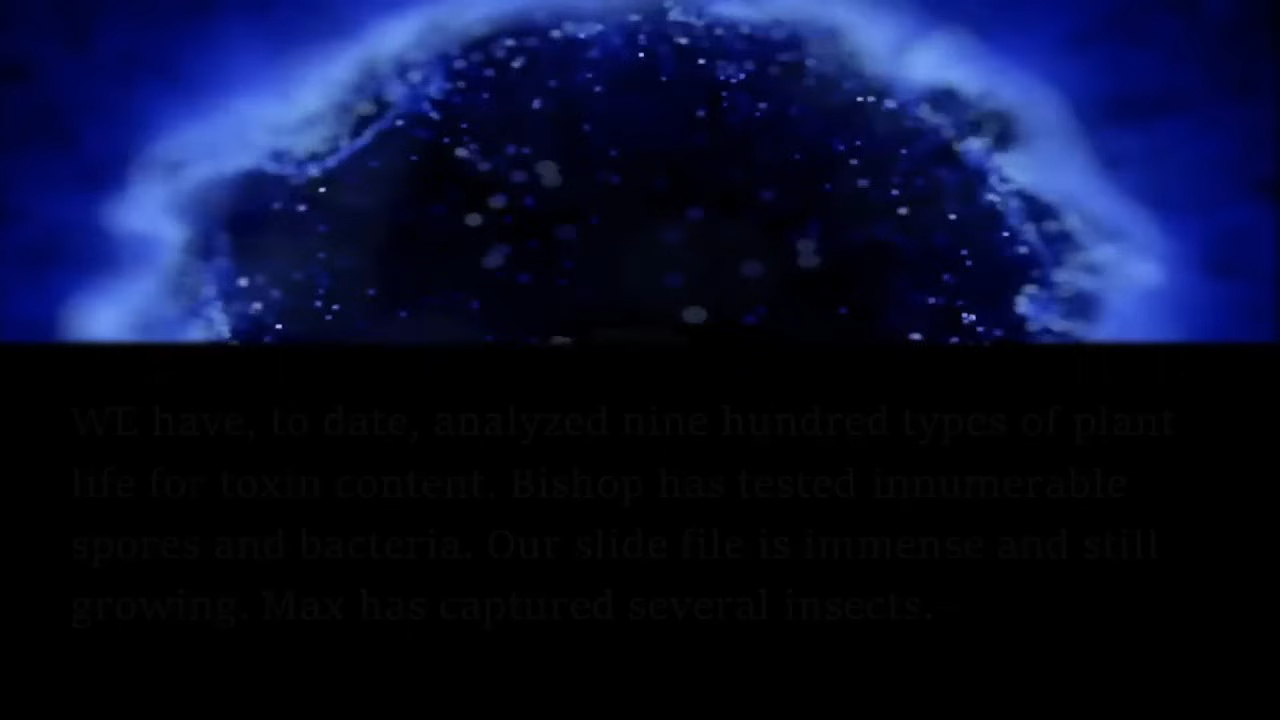 WE have, to date, analyzed nine hundred types of plant
life for toxin content. Bishop has tested innumerable
spores and bacteria. Our slide file is immense and still
growing. Max has captured several insects.